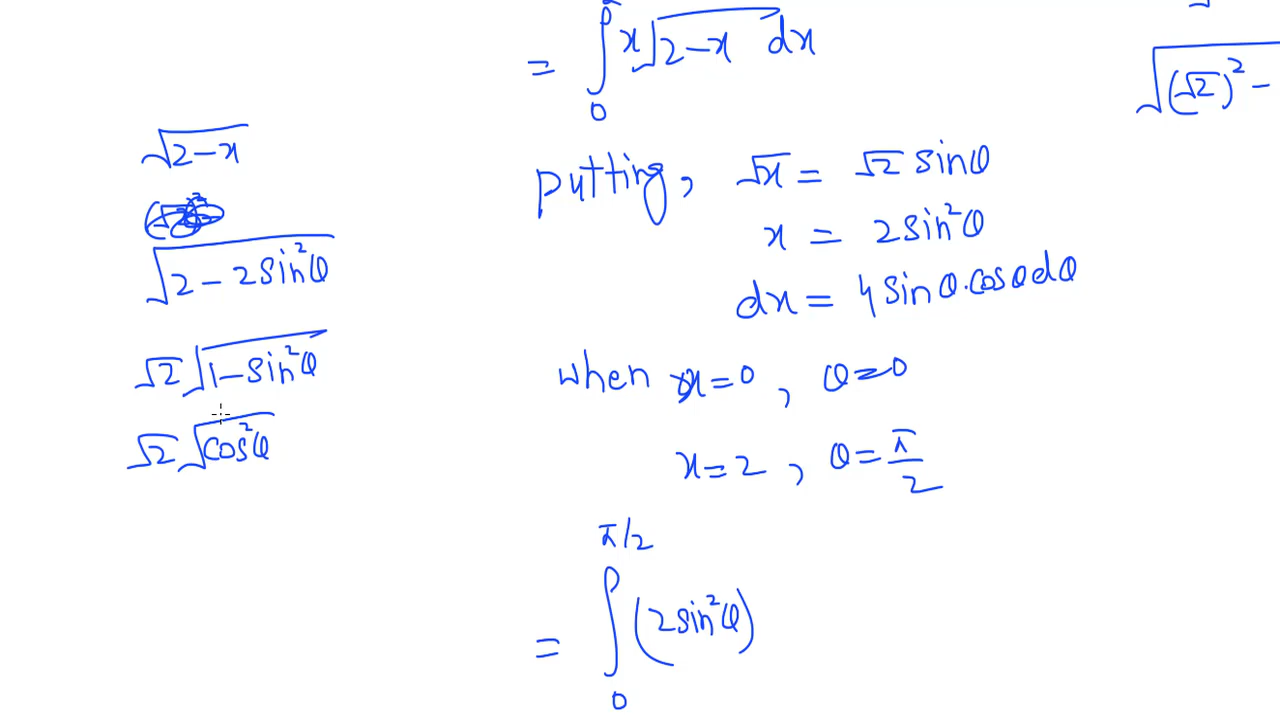 = ∫₀² x√(2-x) dx
√((√2)² -
√(2-x)
putting, √x = √2 sinθ
x = 2sin²θ
√(2 - 2sin²θ)
dx = 4 sinθ.cosθdθ
√2 √(1-sin²θ)
when x=0, θ=0
√2 √(cos²θ)
x=2, θ=π/2
= ∫₀^(π/2) (2sin²θ)